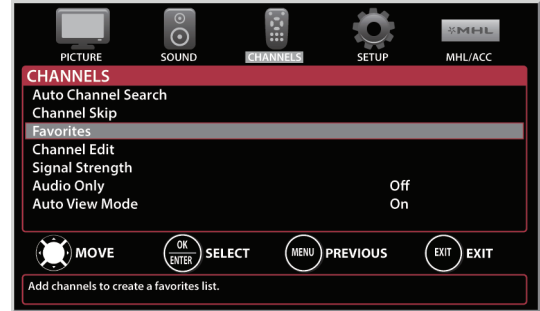 MHL
PICTURE SOUND CHANNELS SETUP MHL/ACC
CHANNELS
Auto Channel Search
Channel Skip
Favorites
Channel Edit
Signal Strength
Audio Only Off
Auto View Mode On
MOVE OK ENTER SELECT MENU PREVIOUS EXIT EXIT
Add channels to create a favorites list.